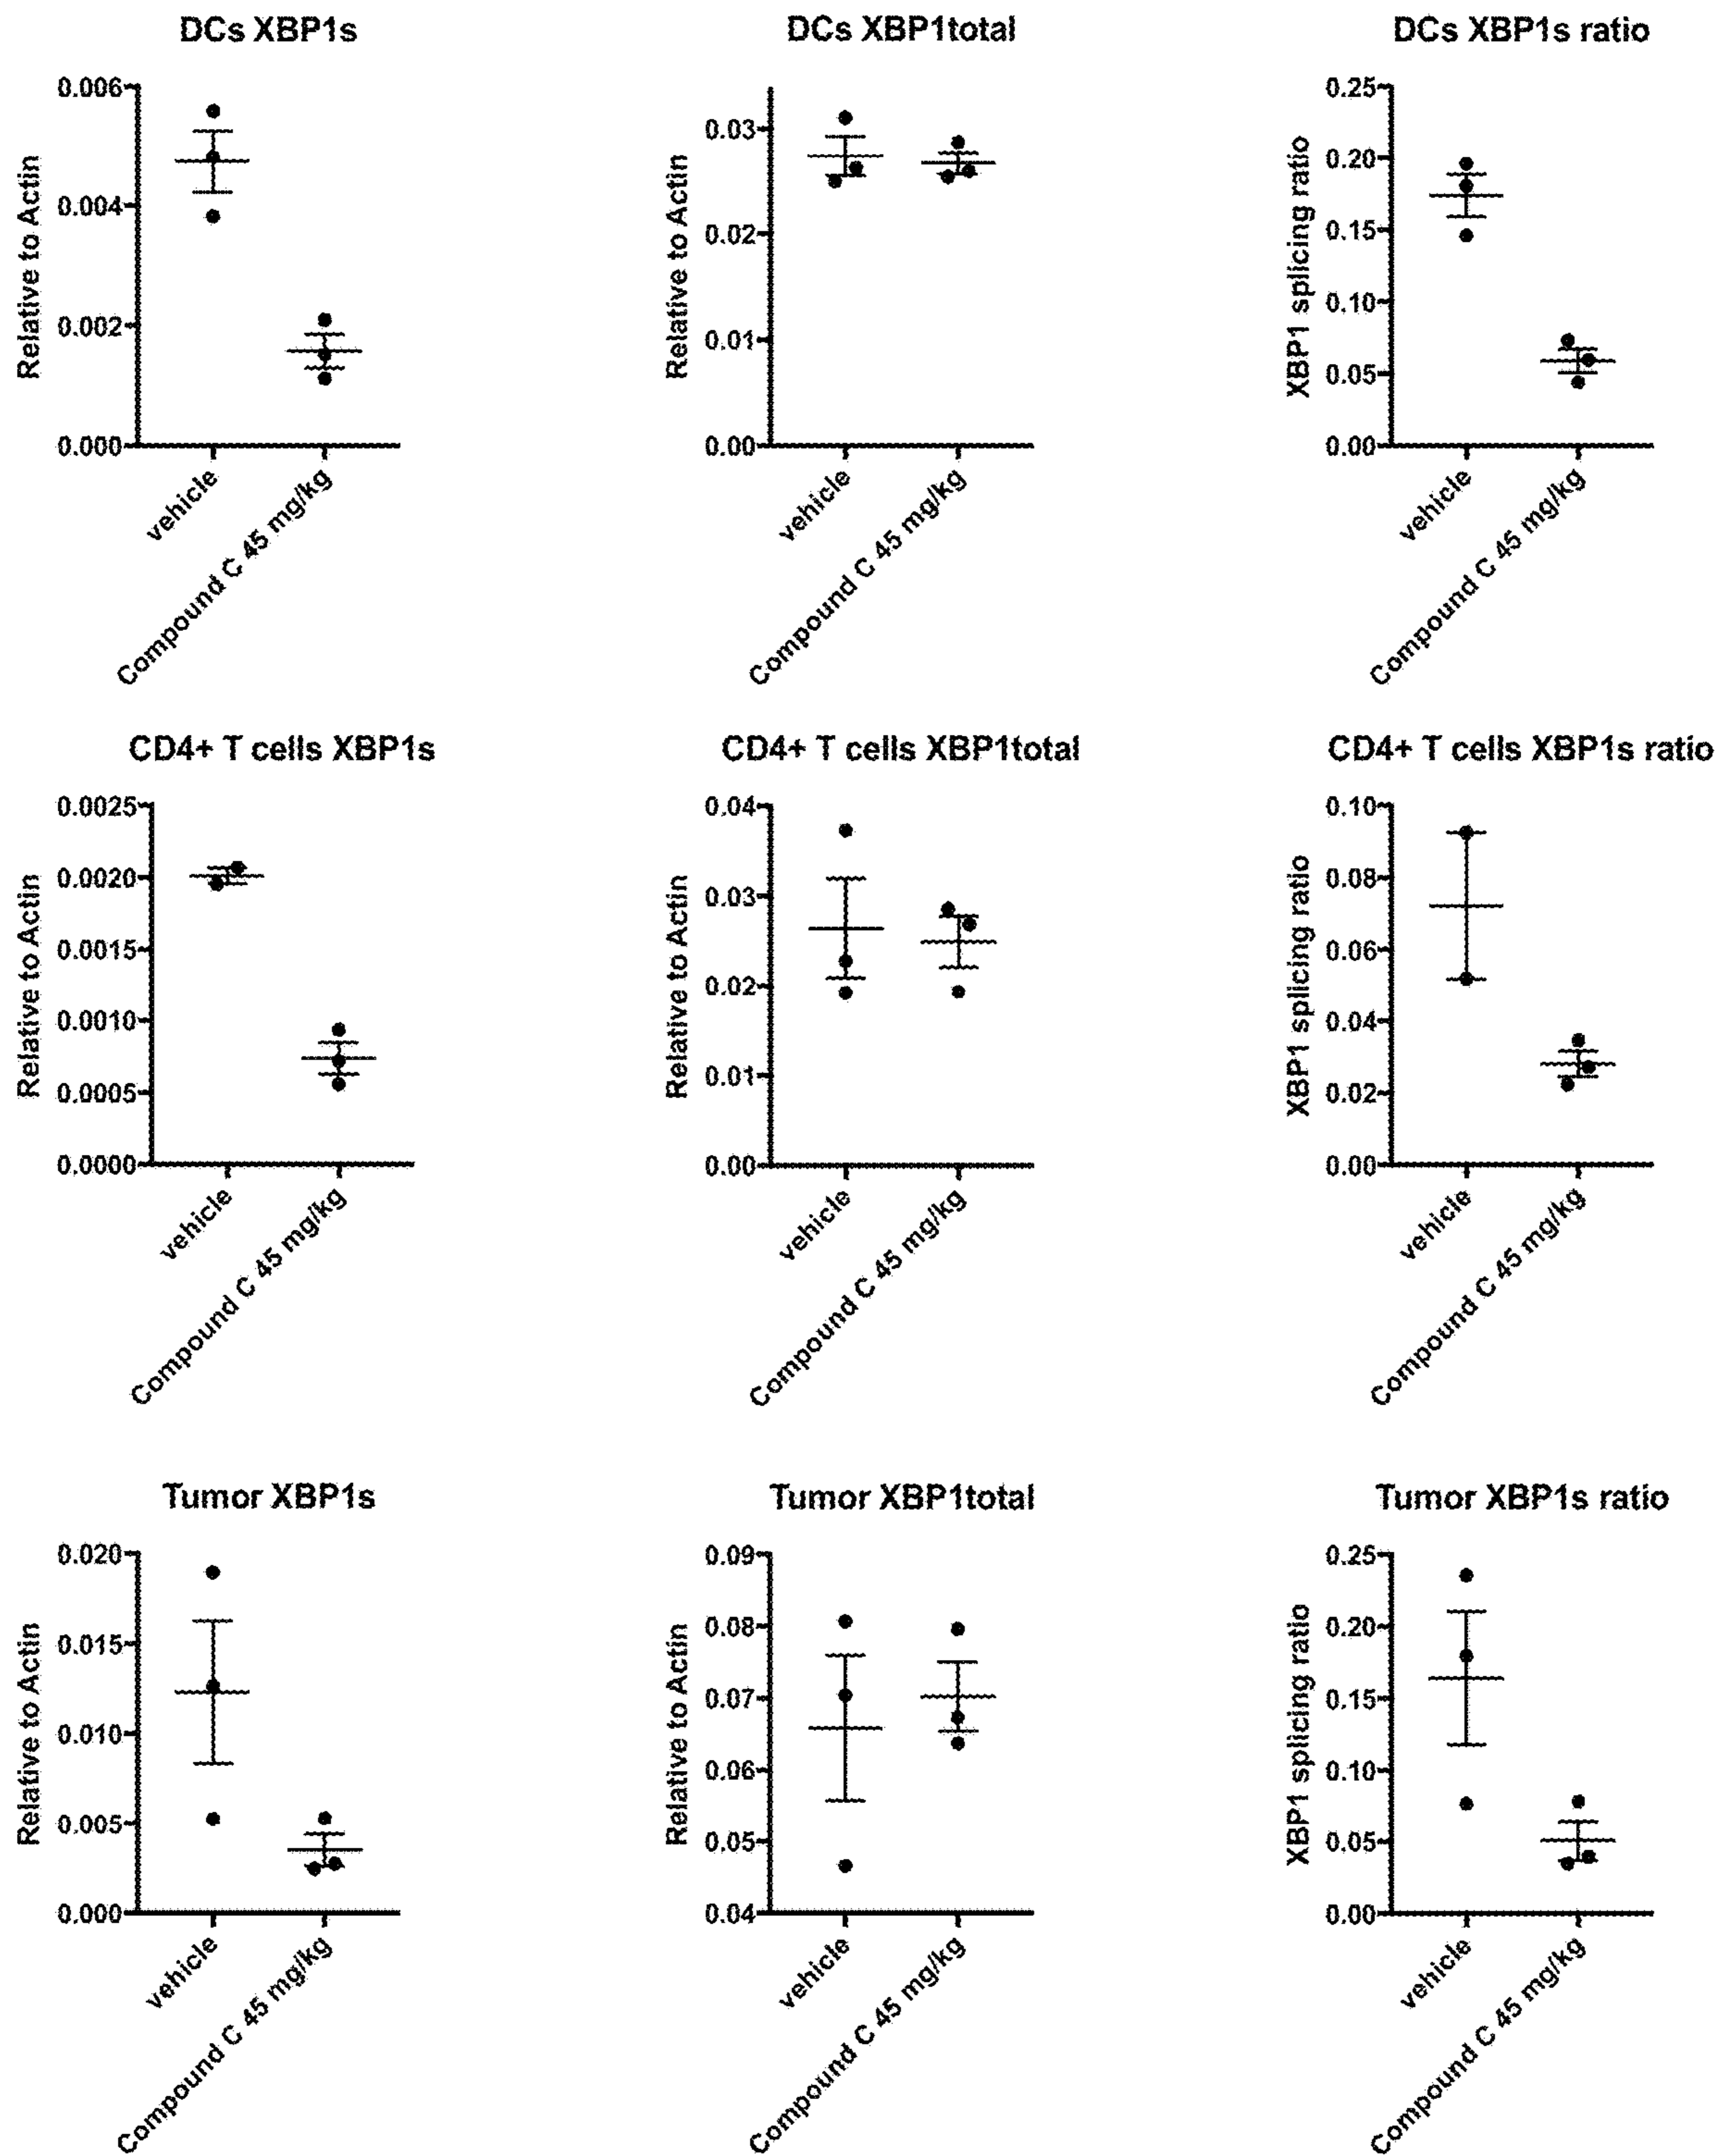 DCs XBP1s
DCs XBP1total
DCs XBP1s ratio
Relative to Actin
0.006
0.004
0.002
0.000
vehicle
Compound C 45 mg/kg
Relative to Actin
0.03
0.02
0.01
0.00
vehicle
Compound C 45 mg/kg
XBP1 splicing ratio
0.25
0.20
0.15
0.10
0.05
0.00
vehicle
Compound C 45 mg/kg
CD4+ T cells XBP1s
CD4+ T cells XBP1total
CD4+ T cells XBP1s ratio
Relative to Actin
0.0025
0.0020
0.0015
0.0010
0.0005
0.0000
vehicle
Compound C 45 mg/kg
Relative to Actin
0.04
0.03
0.02
0.01
0.00
vehicle
Compound C 45 mg/kg
XBP1 splicing ratio
0.10
0.08
0.06
0.04
0.02
0.00
vehicle
Compound C 45 mg/kg
Tumor XBP1s
Tumor XBP1total
Tumor XBP1s ratio
Relative to Actin
0.020
0.015
0.010
0.005
0.000
vehicle
Compound C 45 mg/kg
Relative to Actin
0.09
0.08
0.07
0.06
0.05
0.04
vehicle
Compound C 45 mg/kg
XBP1 splicing ratio
0.25
0.20
0.15
0.10
0.05
0.00
vehicle
Compound C 45 mg/kg